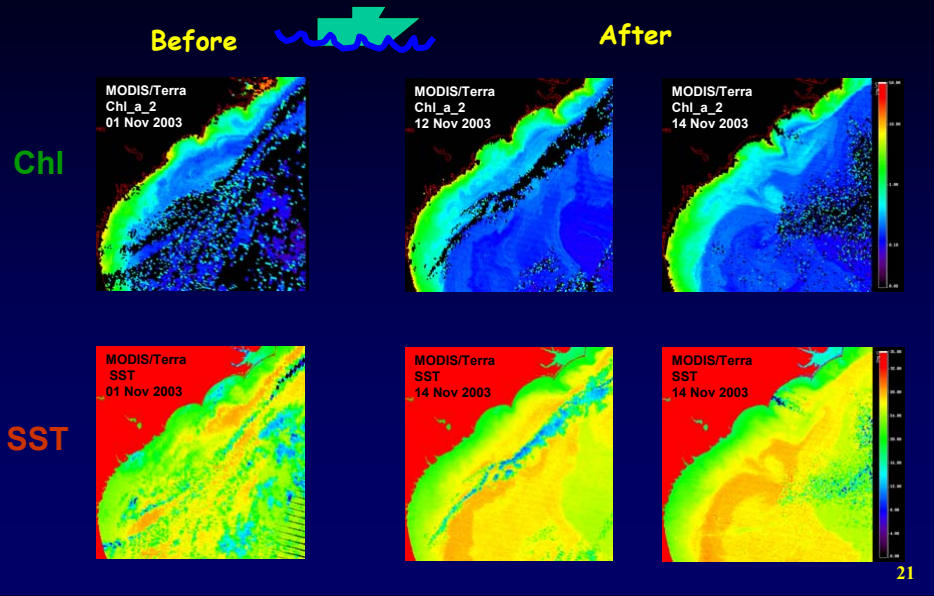 Before
After
MODIS/Terra
Chl_a_2
01 Nov 2003
MODIS/Terra
Chl_a_2
12 Nov 2003
MODIS/Terra
Chl_a_2
14 Nov 2003
Chl
MODIS/Terra
SST
01 Nov 2003
MODIS/Terra
SST
14 Nov 2003
MODIS/Terra
SST
14 Nov 2003
SST
21